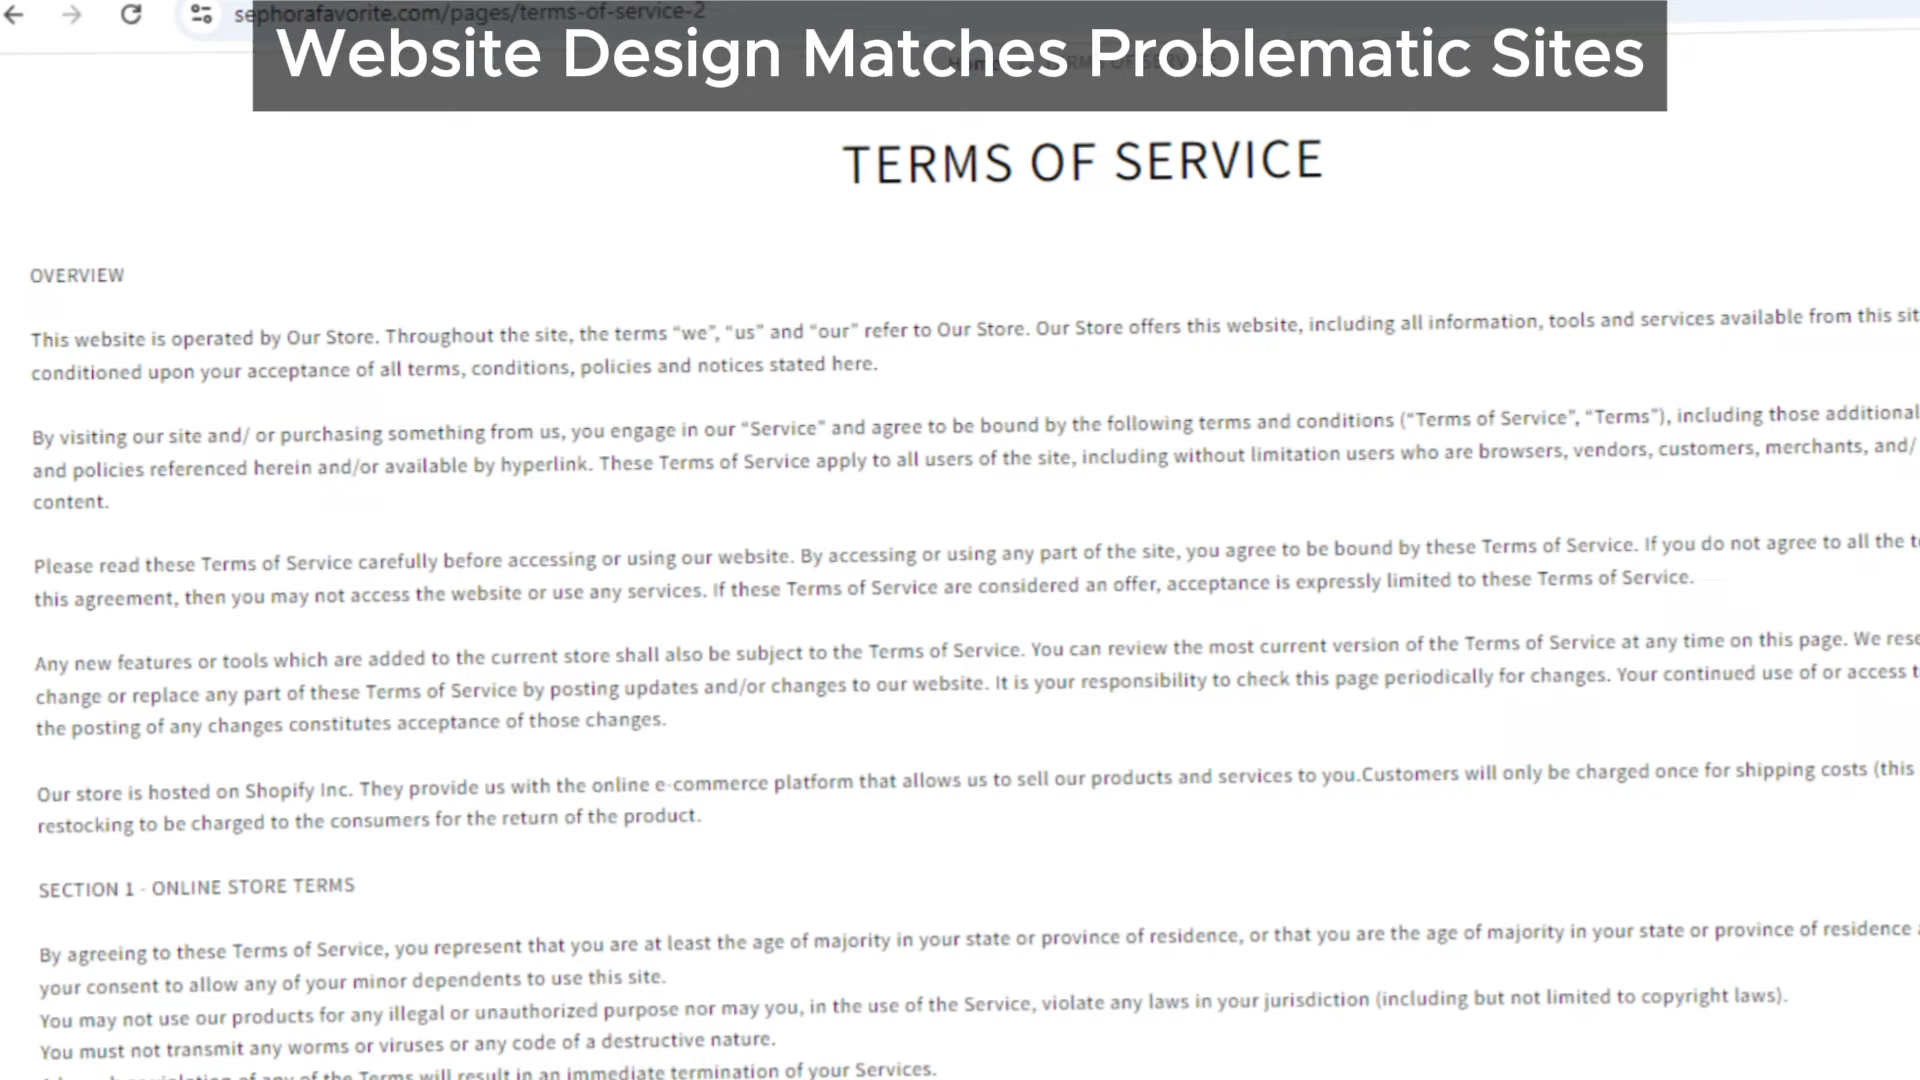 sephorafavorite.com/pages/terms-of-service-2
Website Design Matches Problematic Sites
TERMS OF SERVICE
OVERVIEW
This website is operated by Our Store. Throughout the site, the terms “we”, “us” and “our” refer to Our Store. Our Store offers this website, including all information, tools and services available from this sit
conditioned upon your acceptance of all terms, conditions, policies and notices stated here.
By visiting our site and/ or purchasing something from us, you engage in our “Service” and agree to be bound by the following terms and conditions (“Terms of Service”, “Terms”), including those additional
and policies referenced herein and/or available by hyperlink. These Terms of Service apply to all users of the site, including without limitation users who are browsers, vendors, customers, merchants, and/
content.
Please read these Terms of Service carefully before accessing or using our website. By accessing or using any part of the site, you agree to be bound by these Terms of Service. If you do not agree to all the t
this agreement, then you may not access the website or use any services. If these Terms of Service are considered an offer, acceptance is expressly limited to these Terms of Service.
Any new features or tools which are added to the current store shall also be subject to the Terms of Service. You can review the most current version of the Terms of Service at any time on this page. We rese
change or replace any part of these Terms of Service by posting updates and/or changes to our website. It is your responsibility to check this page periodically for changes. Your continued use of or access t
the posting of any changes constitutes acceptance of those changes.
Our store is hosted on Shopify Inc. They provide us with the online e-commerce platform that allows us to sell our products and services to you.Customers will only be charged once for shipping costs (this
restocking to be charged to the consumers for the return of the product.
SECTION 1 - ONLINE STORE TERMS
By agreeing to these Terms of Service, you represent that you are at least the age of majority in your state or province of residence, or that you are the age of majority in your state or province of residence a
your consent to allow any of your minor dependents to use this site.
You may not use our products for any illegal or unauthorized purpose nor may you, in the use of the Service, violate any laws in your jurisdiction (including but not limited to copyright laws).
You must not transmit any worms or viruses or any code of a destructive nature.
of any of the Terms will result in an immediate termination of your Services.